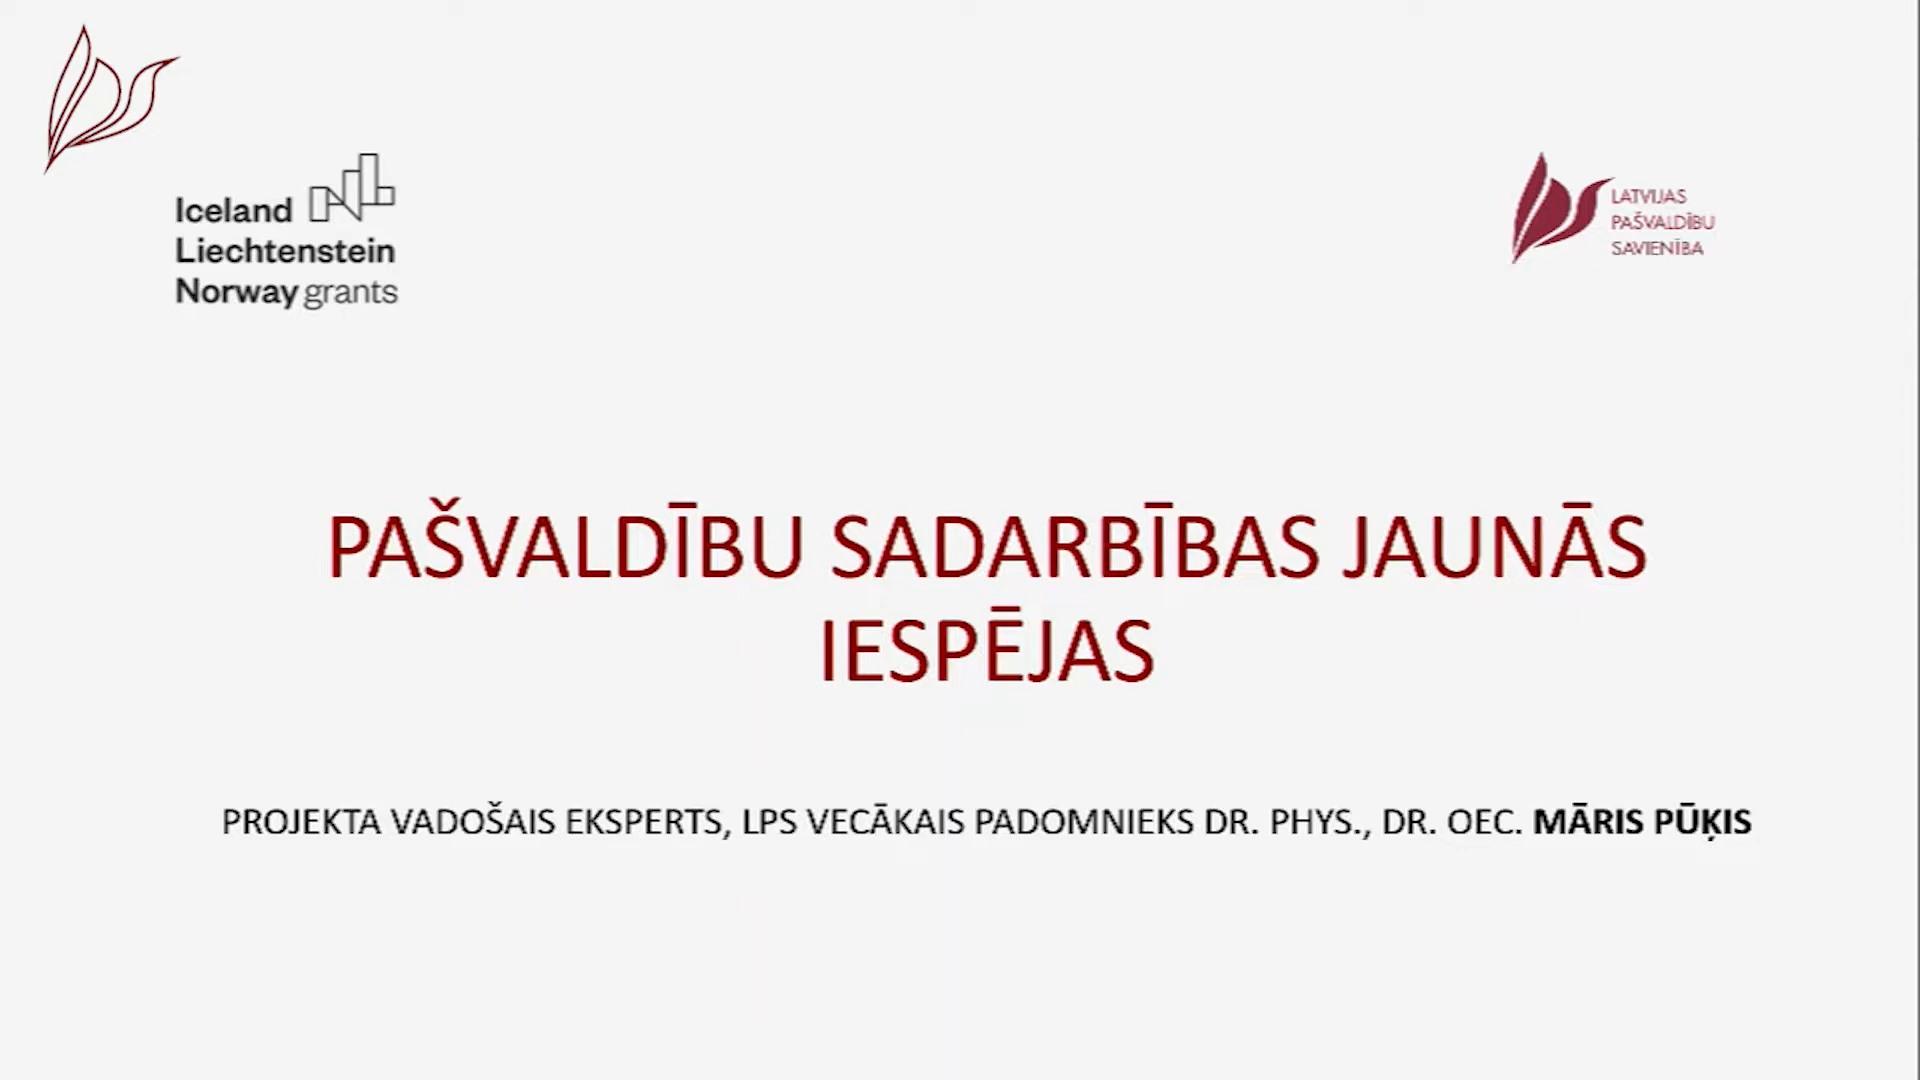 Iceland
Liechtenstein
Norway grants
LATVIJAS
PAŠVALDĪBU
SAVIENĪBA
PAŠVALDĪBU SADARBĪBAS JAUNĀS
IESPĒJAS
PROJEKTA VADOŠAIS EKSPERTS, LPS VECĀKAIS PADOMNIEKS DR. PHYS., DR. OEC. MĀRIS PŪĶIS